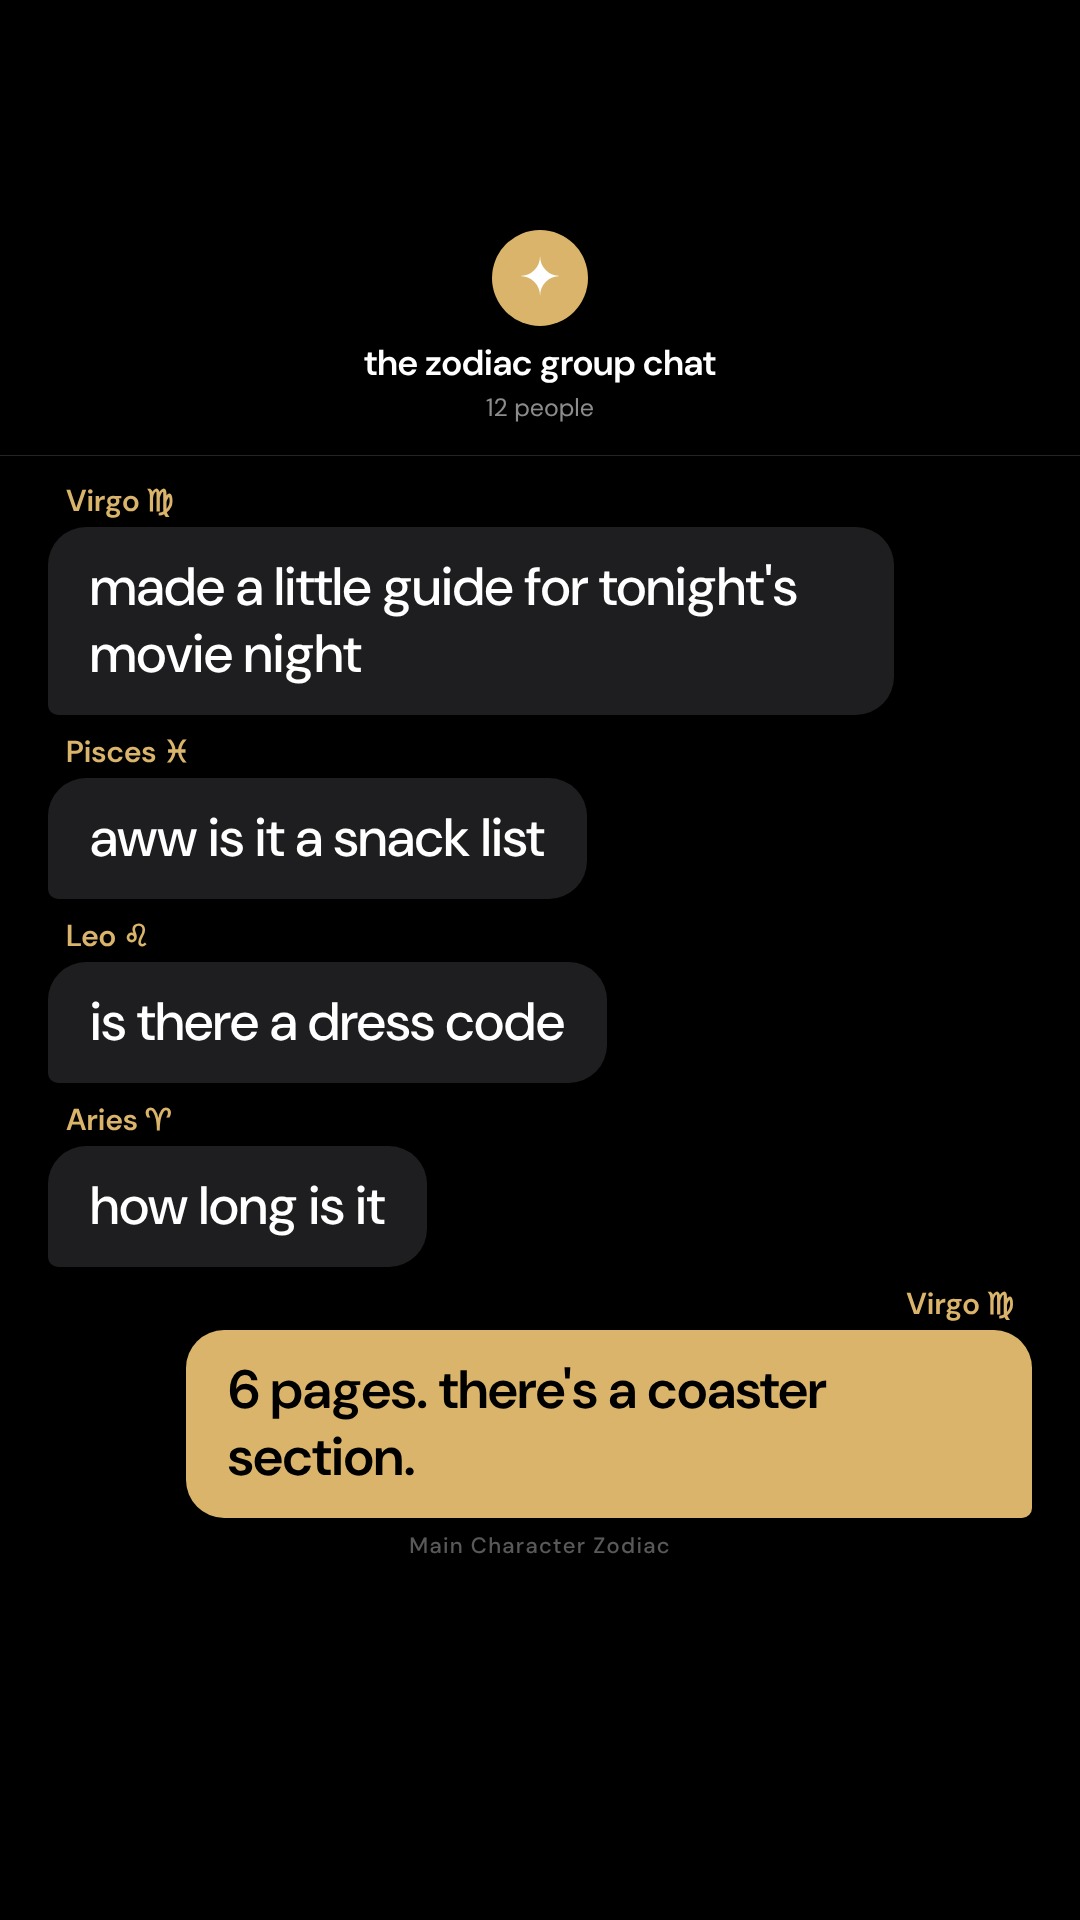 the zodiac group chat
12 people
Virgo ♍︎
made a little guide for tonight's
movie night
Pisces ♓︎
aww is it a snack list
Leo ♌︎
is there a dress code
Aries ♈︎
how long is it
Virgo ♍︎
6 pages. there's a coaster
section.
Main Character Zodiac